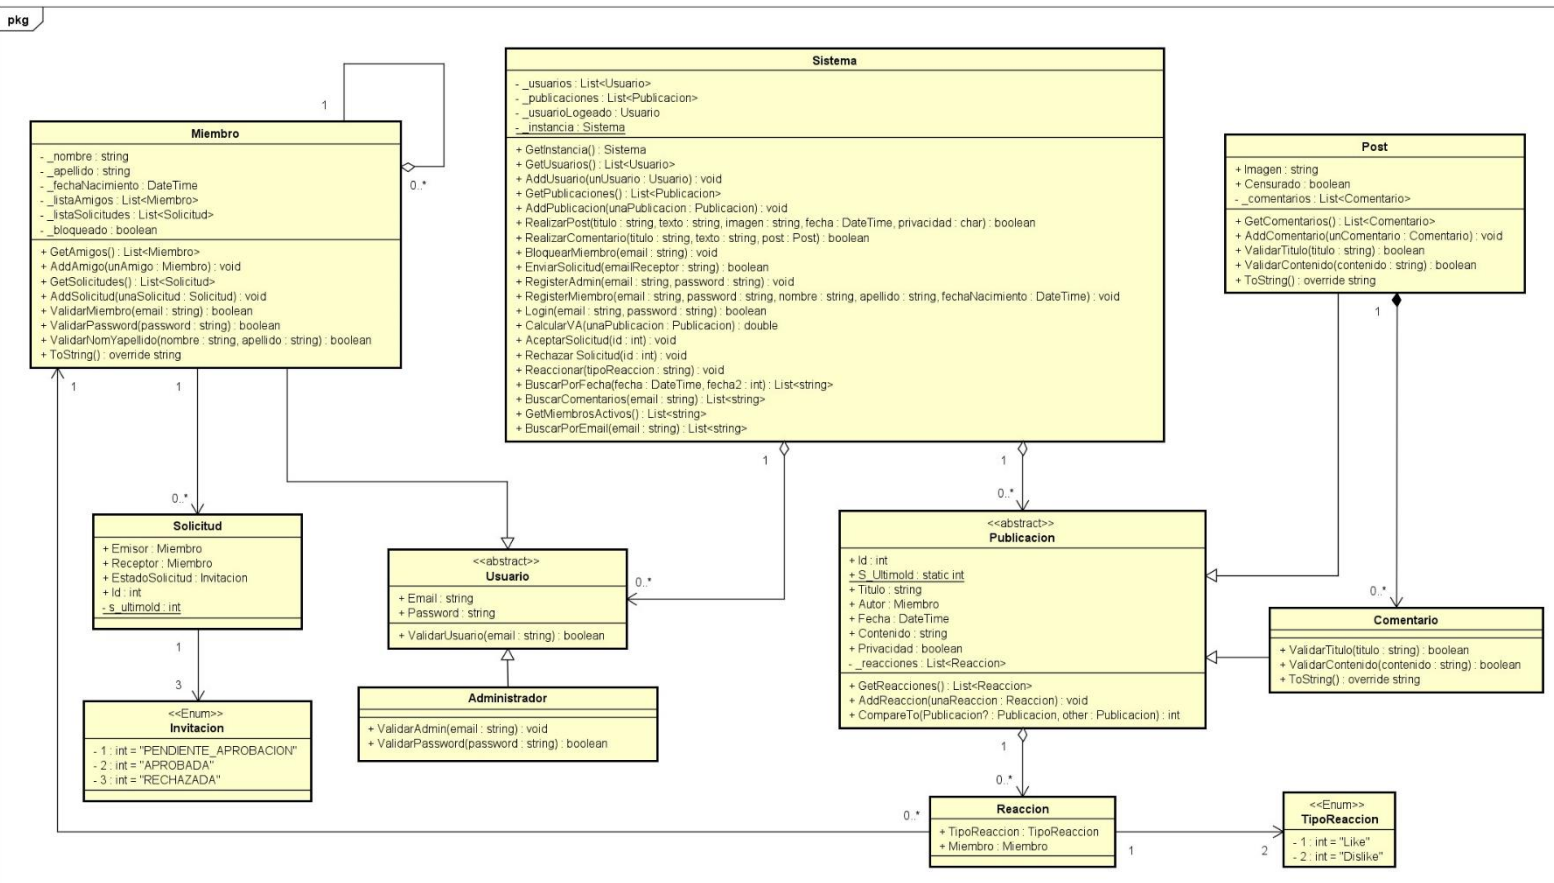 pkg
Sistema
- _usuarios : List<Usuario>
- _publicaciones : List<Publicacion>
- _usuarioLogeado : Usuario
- _instancia : Sistema
+ GetInstancia() : Sistema
+ GetUsuarios() : List<Usuario>
+ AddUsuario(unUsuario : Usuario) : void
+ GetPublicaciones() : List<Publicacion>
+ AddPublicacion(unaPublicacion : Publicacion) : void
+ RealizarPost(titulo : string, texto : string, imagen : string, fecha : DateTime, privacidad : char) : boolean
+ RealizarComentario(titulo : string, texto : string, post : Post) : boolean
+ BloquearMiembro(email : string) : void
+ EnviarSolicitud(emailReceptor : string) : boolean
+ RegisterAdmin(email : string, password : string) : void
+ RegisterMiembro(email : string, password : string, nombre : string, apellido : string, fechaNacimiento : DateTime) : void
+ Login(email : string, password : string) : boolean
+ CalcularVA(unaPublicacion : Publicacion) : double
+ AceptarSolicitud(id : int) : void
+ Rechazar Solicitud(id : int) : void
+ Reaccionar(tipoReaccion : string) : void
+ BuscarPorFecha(fecha : DateTime, fecha2 : int) : List<string>
+ BuscarComentarios(email : string) : List<string>
+ GetMiembrosActivos() : List<string>
+ BuscarPorEmail(email : string) : List<string>
1
0..*
Miembro
- _nombre : string
- _apellido : string
- _fechaNacimiento : DateTime
- _listaAmigos : List<Miembro>
- _listaSolicitudes : List<Solicitud>
- _bloqueado : boolean
+ GetAmigos() : List<Miembro>
+ AddAmigo(unAmigo : Miembro) : void
+ GetSolicitudes() : List<Solicitud>
+ AddSolicitud(unaSolicitud : Solicitud) : void
+ ValidarMiembro(email : string) : boolean
+ ValidarPassword(password : string) : boolean
+ ValidarNomYapellido(nombre : string, apellido : string) : boolean
+ ToString() : override string
Post
+ Imagen : string
+ Censurado : boolean
- _comentarios : List<Comentario>
+ GetComentarios() : List<Comentario>
+ AddComentario(unComentario : Comentario) : void
+ ValidarTitulo(titulo : string) : boolean
+ ValidarContenido(contenido : string) : boolean
+ ToString() : override string
1
1
1
0..*
1
0..*
1
0..*
0..*
Solicitud
+ Emisor : Miembro
+ Receptor : Miembro
+ EstadoSolicitud : Invitacion
+ Id : int
- s_ultimoId : int
1
3
<<Enum>>
Invitacion
- 1 : int = "PENDIENTE_APROBACION"
- 2 : int = "APROBADA"
- 3 : int = "RECHAZADA"
<<abstract>>
Usuario
+ Email : string
+ Password : string
+ ValidarUsuario(email : string) : boolean
Administrador
+ ValidarAdmin(email : string) : void
+ ValidarPassword(password : string) : boolean
<<abstract>>
Publicacion
+ Id : int
+ S_UltimoId : static int
+ Titulo : string
+ Autor : Miembro
+ Fecha : DateTime
+ Contenido : string
+ Privacidad : boolean
- _reacciones : List<Reaccion>
+ GetReacciones() : List<Reaccion>
+ AddReaccion(unaReaccion : Reaccion) : void
+ CompareTo(Publicacion? : Publicacion, other : Publicacion) : int
Comentario
+ ValidarTitulo(titulo : string) : boolean
+ ValidarContenido(contenido : string) : boolean
+ ToString() : override string
1
0..*
0..*
Reaccion
+ TipoReaccion : TipoReaccion
+ Miembro : Miembro
1
2
<<Enum>>
TipoReaccion
- 1 : int = "Like"
- 2 : int = "Dislike"